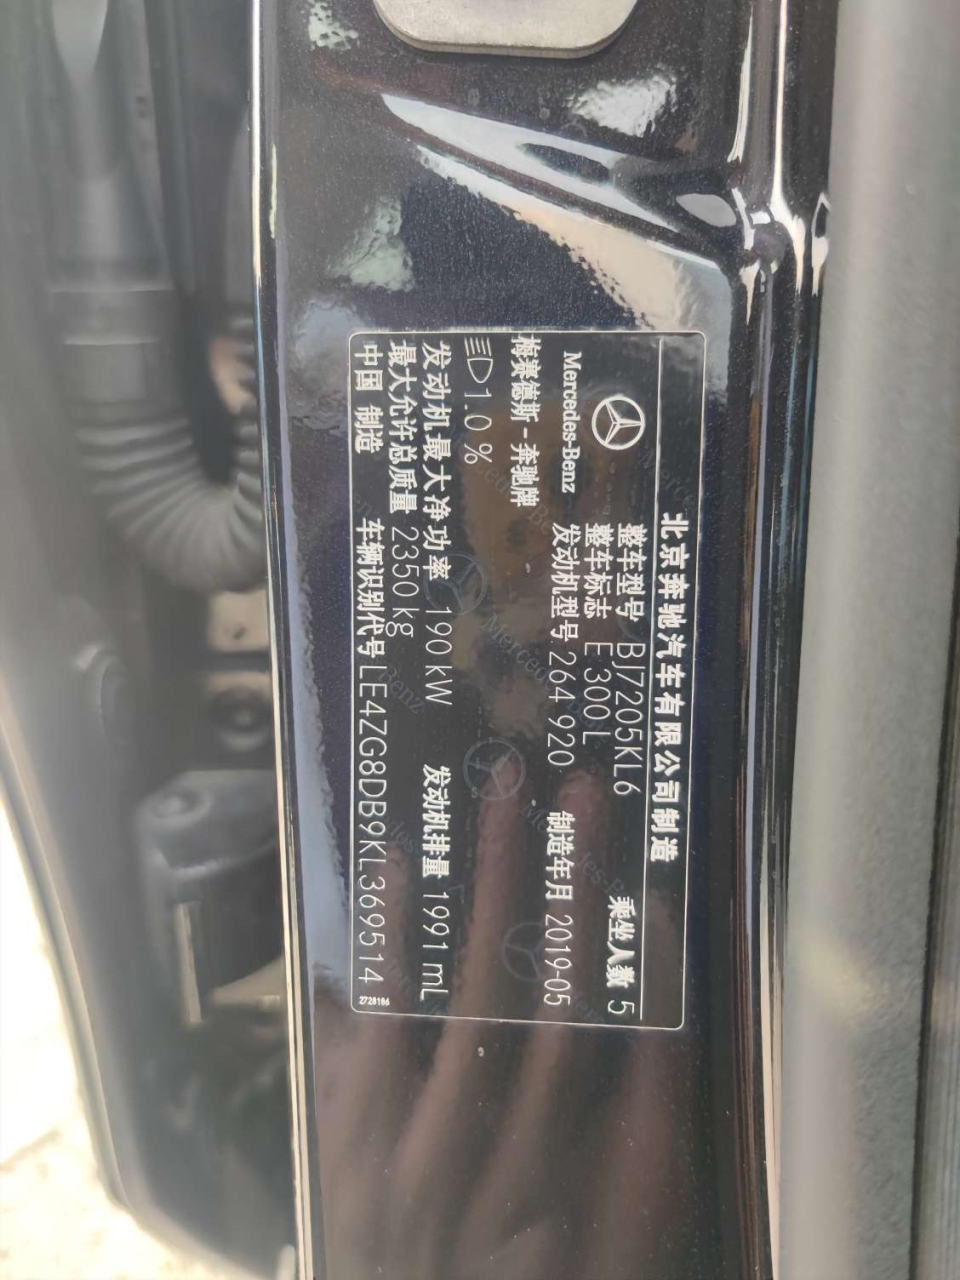 北京奔驰汽车有限公司制造
整车型号 BJ7205KL6 乘坐人数 5
整车标志 E 300 L
Mercedes-Benz 发动机型号 264 920 制造年月 2019-05
梅赛德斯-奔驰牌
1.0 %
发动机最大净功率 190 kW 发动机排量 1991 mL
最大允许总质量 2350 kg
中国 制造 车辆识别代号 LE4ZG8DB9KL369514 2728186